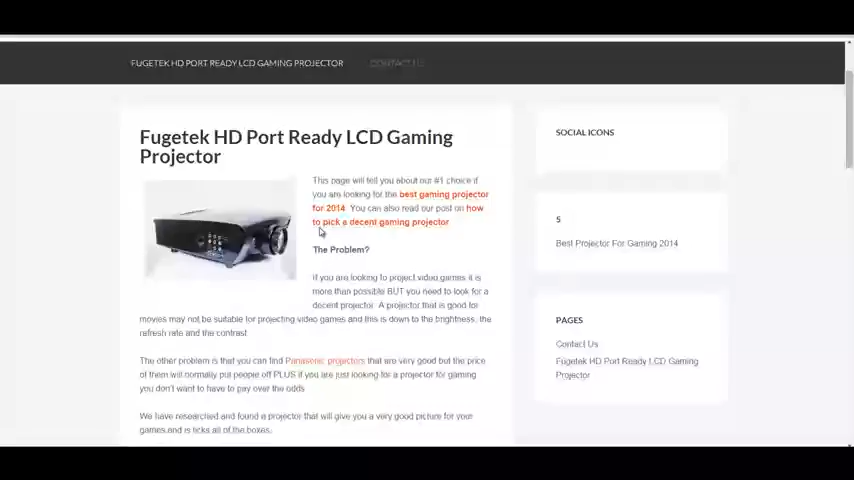 FUGETEK HD PORT READY LCD GAMING PROJECTOR
CONTACT US
Fugetek HD Port Ready LCD Gaming
Projector
This page will tell you about our #1 choice if
you are looking for the best gaming projector
for 2014. You can also read our post on how
to pick a decent gaming projector
The Problem?
If you are looking to project video games it is
more than possible BUT you need to look for a
decent projector. A projector that is good for
movies may not be suitable for projecting video games and this is down to the brightness, the
refresh rate and the contrast.
The other problem is that you can find Panasonic projectors that are very good but the price
of them will normally put people off PLUS if you are just looking for a projector for gaming
you don't want to have to pay over the odds
We have researched and found a projector that will give you a very good picture for your
games and is ticks all of the boxes.
SOCIAL ICONS
S
Best Projector For Gaming 2014
PAGES
Contact Us
Fugetek HD Port Ready LCD Gaming
Projector